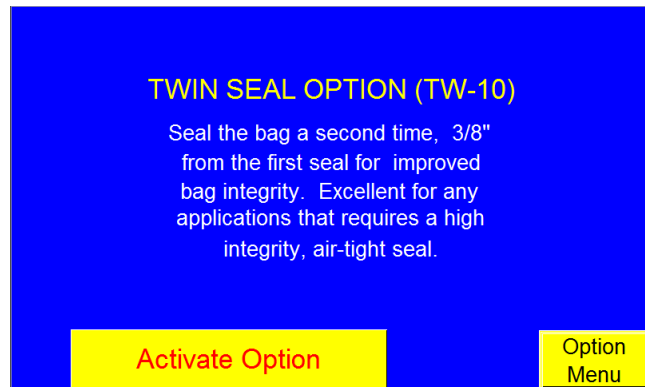 TWIN SEAL OPTION (TW-10)
Seal the bag a second time, 3/8"
from the first seal for improved
bag integrity. Excellent for any
applications that requires a high
integrity, air-tight seal.
Activate Option
Option
Menu